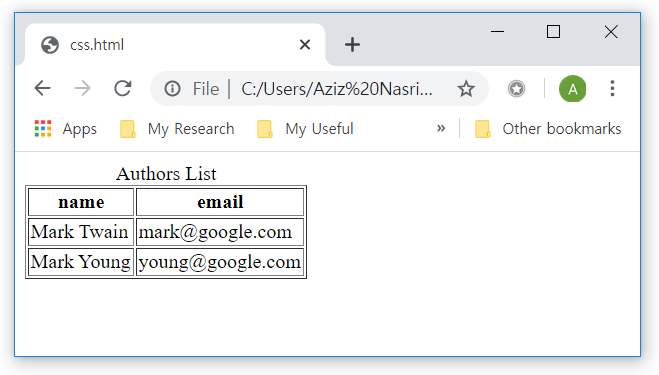 css.html
File | C:/Users/Aziz%20Nasri...
A
Apps My Research My Useful » Other bookmarks
Authors List
name email
Mark Twain mark@google.com
Mark Young young@google.com